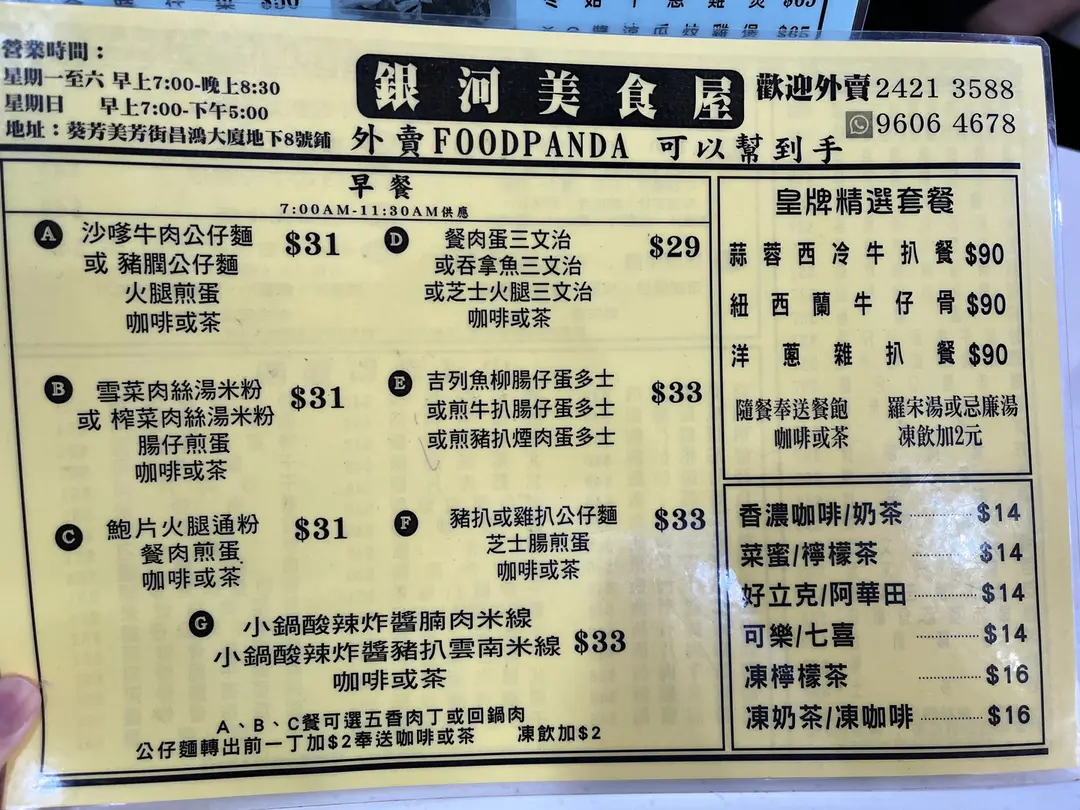 $65
營業時間：
星期一至六 早上7:00-晚上8:30
星期日 早上7:00-下午5:00
地址：葵芳美芳街昌鴻大廈地下8號鋪
銀河美食屋
歡迎外賣 2421 3588
9606 4678
外賣FOODPANDA 可以幫到手
早餐
7:00AM-11:30AM供應
A 沙嗲牛肉公仔麵 $31
或 豬膶公仔麵
火腿煎蛋
咖啡或茶
D 餐肉蛋三文治 $29
或吞拿魚三文治
或芝士火腿三文治
咖啡或茶
B 雪菜肉絲湯米粉 $31
或 榨菜肉絲湯米粉
腸仔煎蛋
咖啡或茶
E 吉列魚柳腸仔蛋多士 $33
或煎牛扒腸仔蛋多士
或煎豬扒煙肉蛋多士
C 鮑片火腿通粉 $31
餐肉煎蛋
咖啡或茶
F 豬扒或雞扒公仔麵 $33
芝士腸煎蛋
咖啡或茶
G 小鍋酸辣炸醬腩肉米線
小鍋酸辣炸醬豬扒雲南米線 $33
咖啡或茶
A、B、C餐可選五香肉丁或回鍋肉
公仔麵轉出前一丁加$2奉送咖啡或茶 凍飲加$2
皇牌精選套餐
蒜蓉西冷牛扒餐 $90
紐西蘭牛仔骨 $90
洋蔥雜扒餐 $90
隨餐奉送餐飽 羅宋湯或忌廉湯
咖啡或茶 凍飲加2元
香濃咖啡/奶茶 $14
菜蜜/檸檬茶 $14
好立克/阿華田 $14
可樂/七喜 $14
凍檸檬茶 $16
凍奶茶/凍咖啡 $16